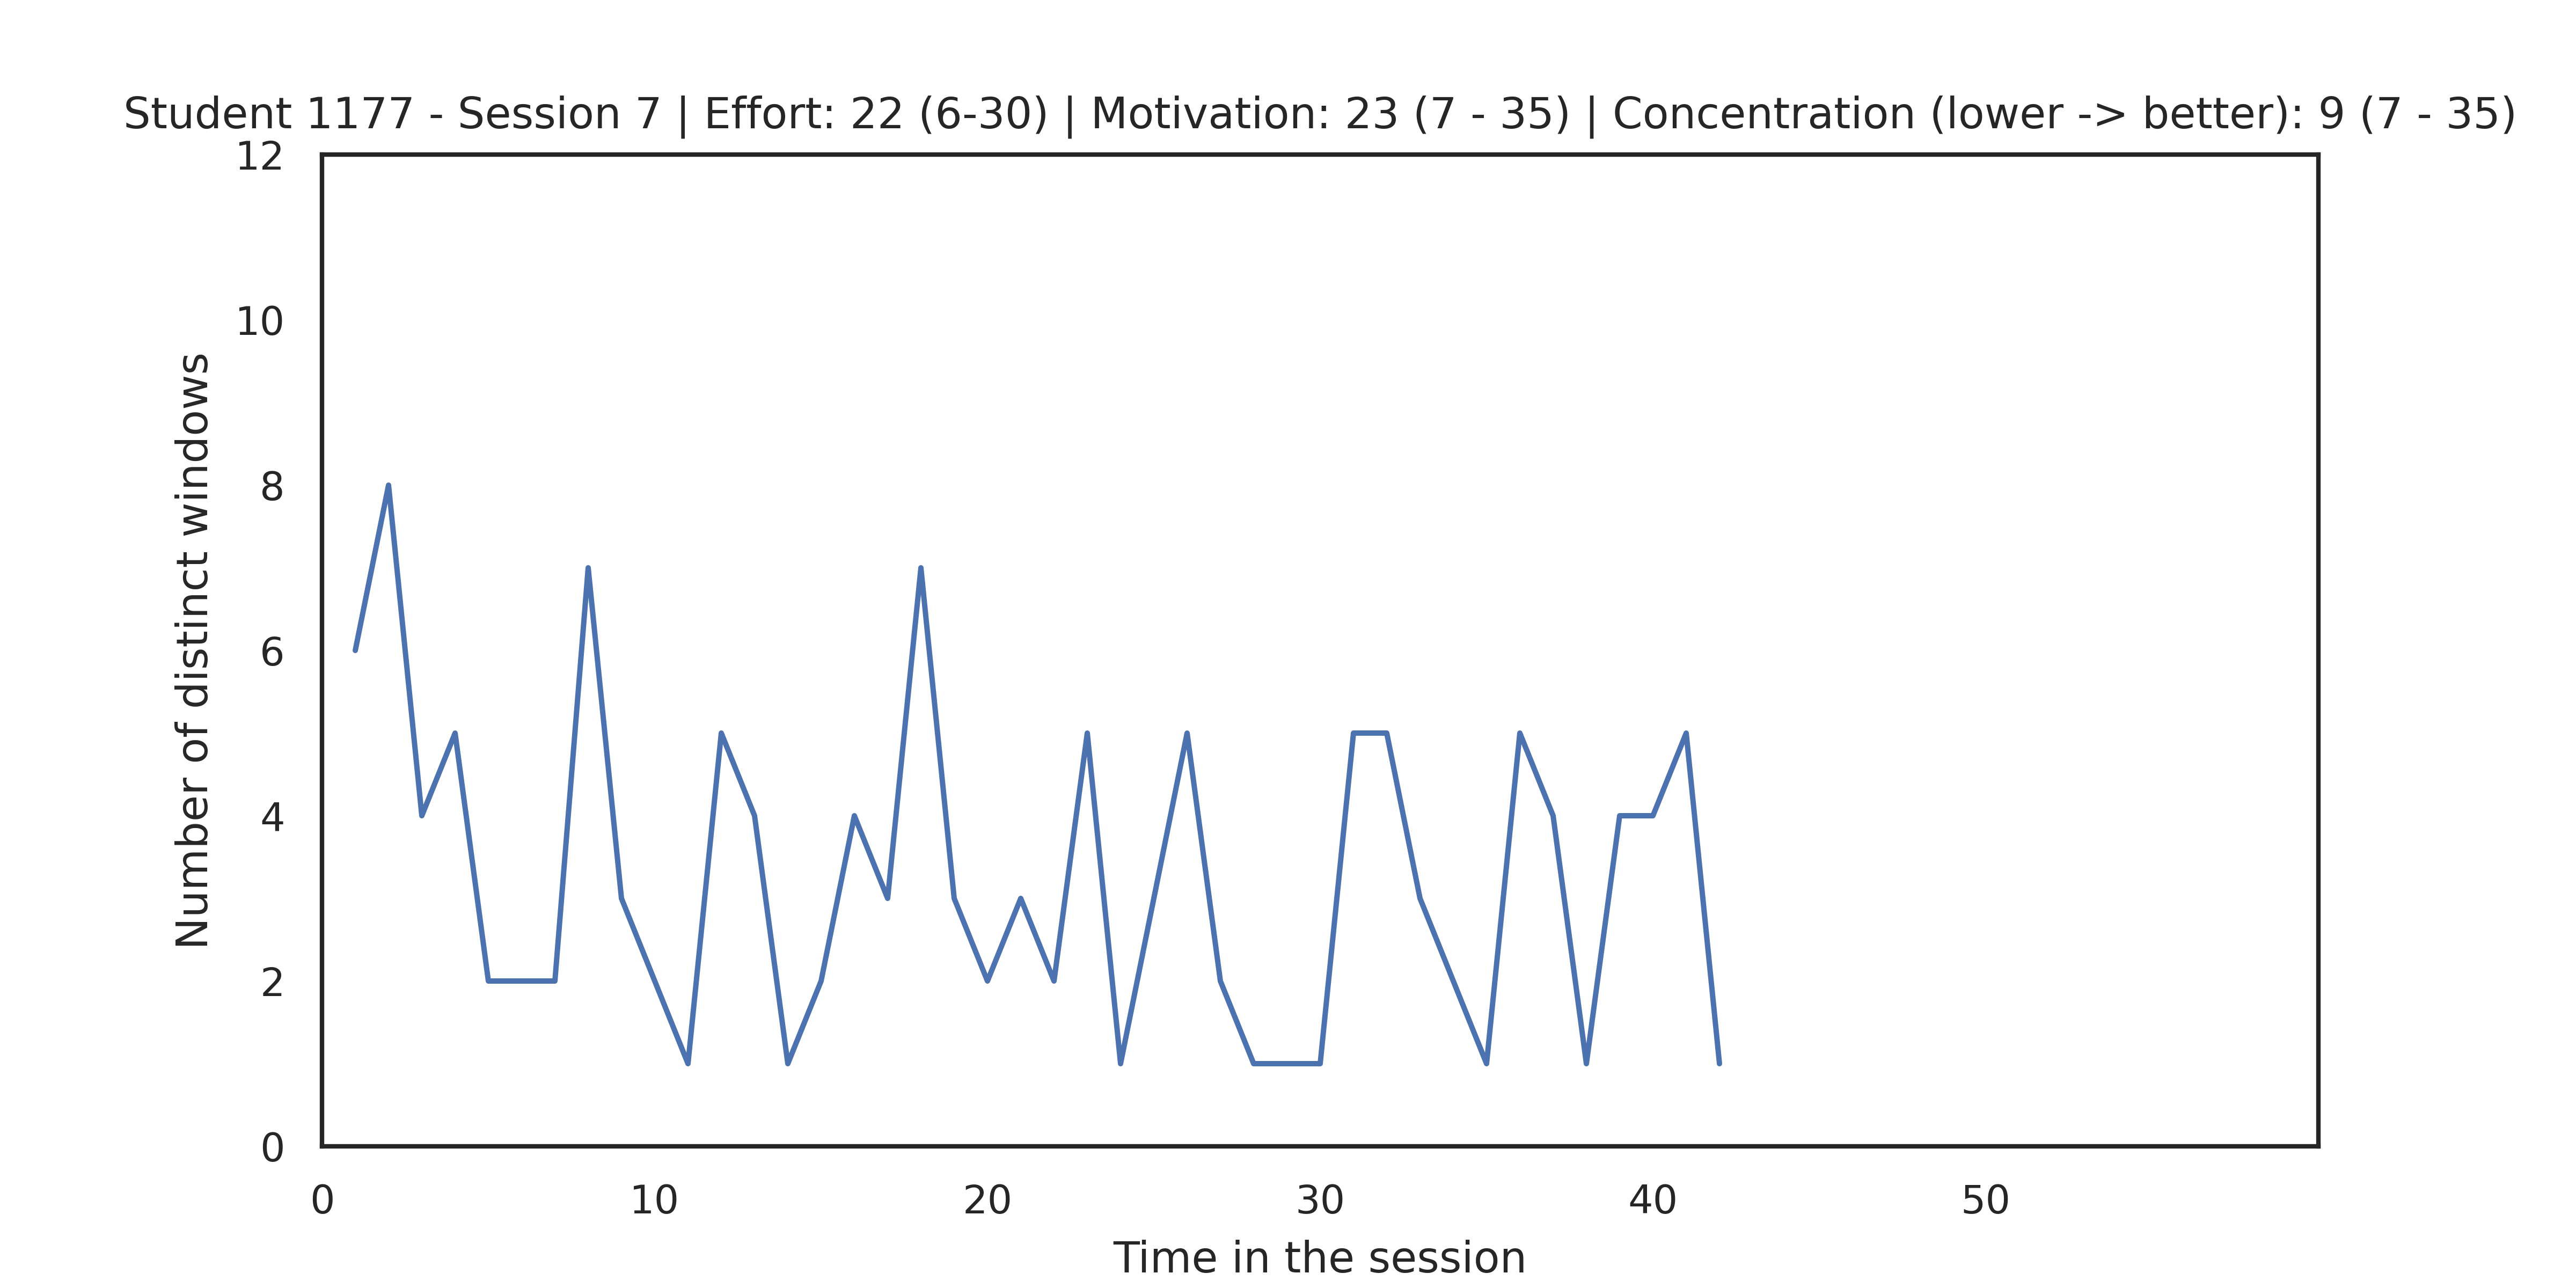 Student 1177 - Session 7 | Effort: 22 (6-30) | Motivation: 23 (7 - 35) | Concentration (lower -> better): 9 (7 - 35)
12
10
8
6
4
2
0
Number of distinct windows
0 10 20 30 40 50
Time in the session